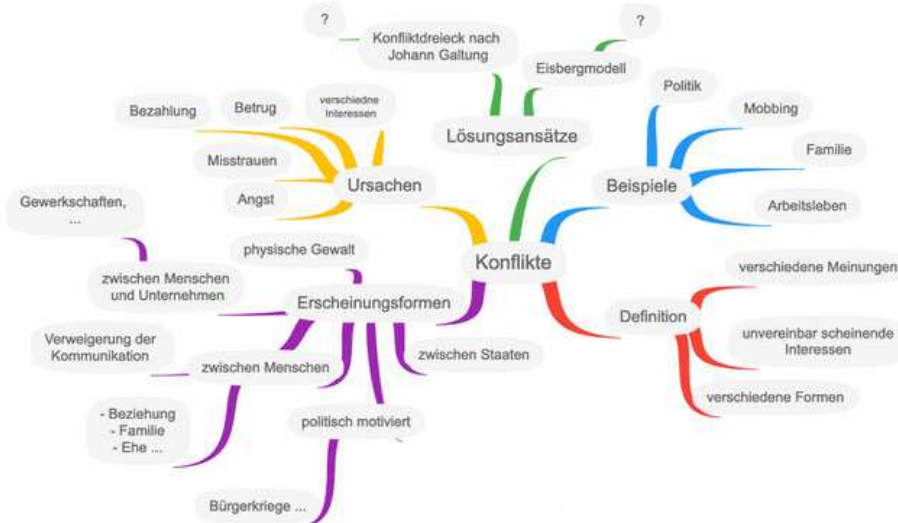 ?
?
Konfliktdreieck nach
Johann Galtung
Eisbergmodell
Politik
Bezahlung
Betrug
verschiedne
Interessen
Mobbing
Lösungsansätze
Misstrauen
Familie
Ursachen
Beispiele
Angst
Gewerkschaften,
...
Arbeitsleben
physische Gewalt
Konflikte
verschiedene Meinungen
zwischen Menschen
und Unternehmen
Erscheinungsformen
Definition
Verweigerung der
Kommunikation
unvereinbar scheinende
Interessen
zwischen Staaten
zwischen Menschen
verschiedene Formen
- Beziehung
- Familie
- Ehe ...
politisch motiviert
Bürgerkriege ...